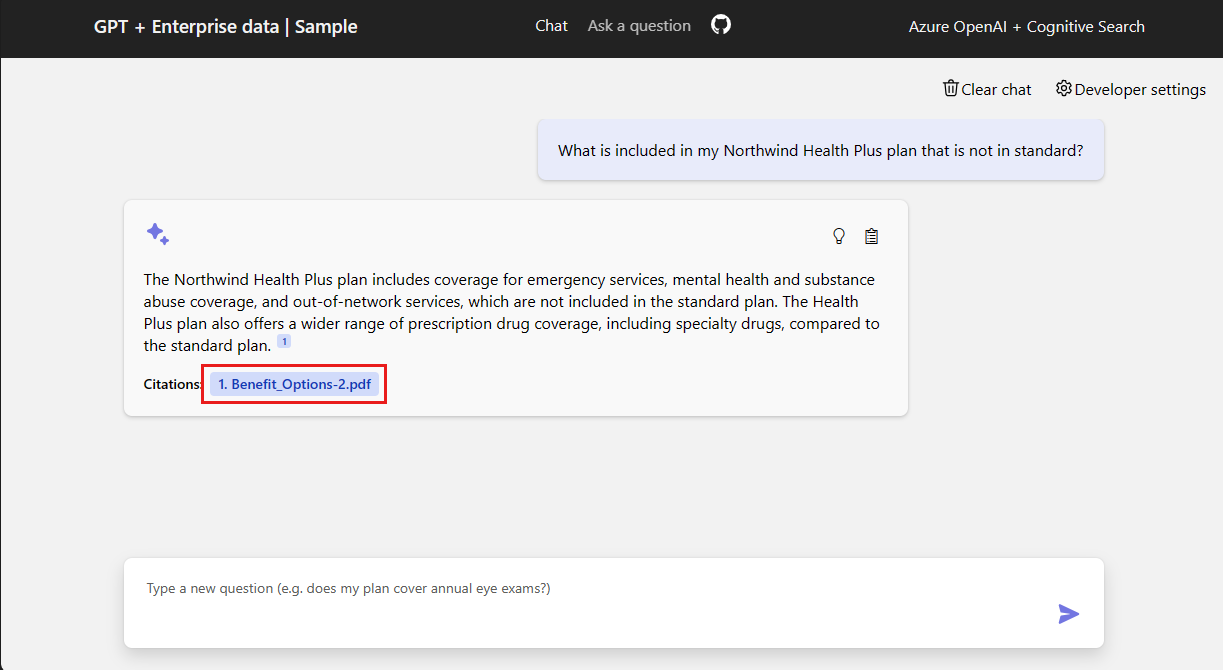 GPT + Enterprise data | Sample
Chat
Ask a question
Azure OpenAI + Cognitive Search
Clear chat
Developer settings
What is included in my Northwind Health Plus plan that is not in standard?
The Northwind Health Plus plan includes coverage for emergency services, mental health and substance
abuse coverage, and out-of-network services, which are not included in the standard plan. The Health
Plus plan also offers a wider range of prescription drug coverage, including specialty drugs, compared to
the standard plan. 1
Citations: 1. Benefit_Options-2.pdf
Type a new question (e.g. does my plan cover annual eye exams?)